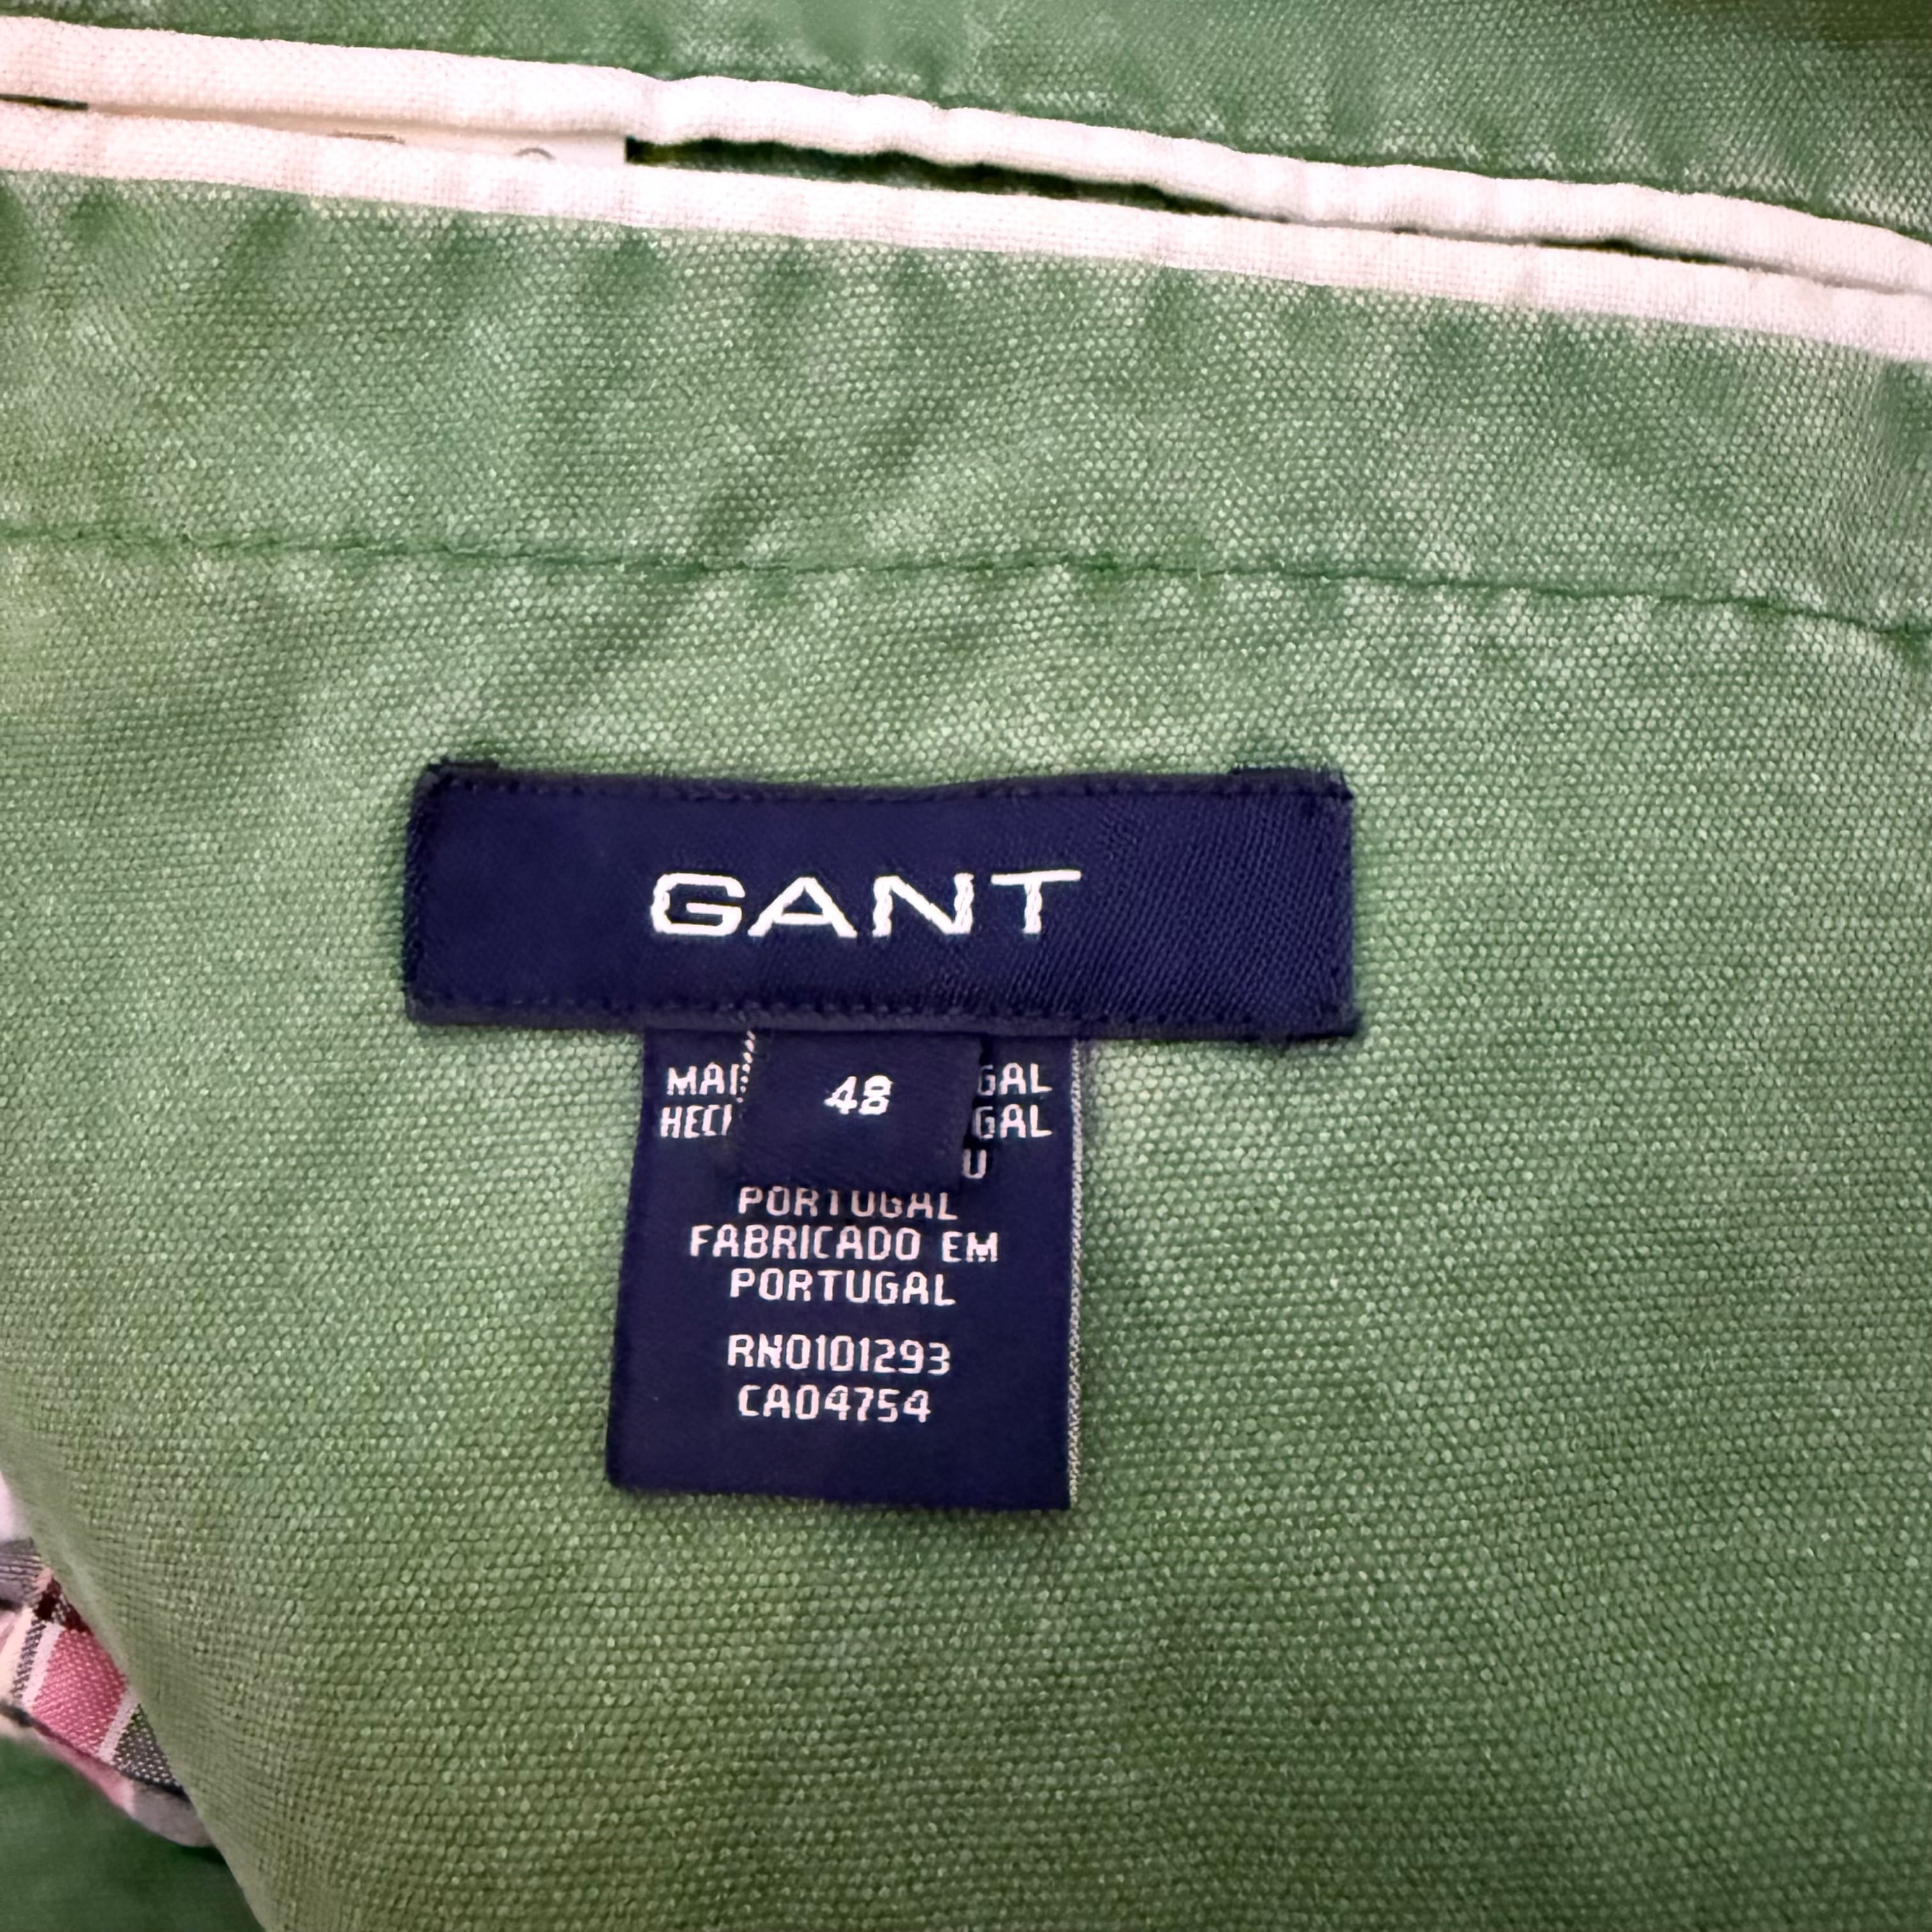 GANT
48
PORTUGAL
FABRICADO EM
PORTUGAL
RN0101293
CA04754